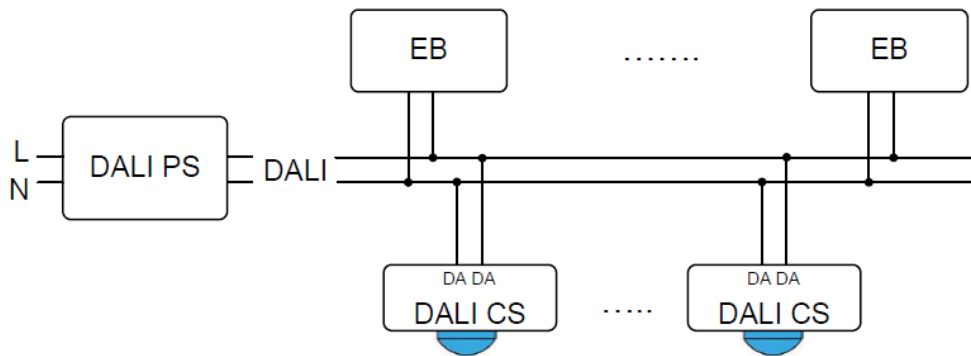 EB
.......
EB
L
N
DALI PS
DALI
DA DA
DALI CS
.....
DA DA
DALI CS